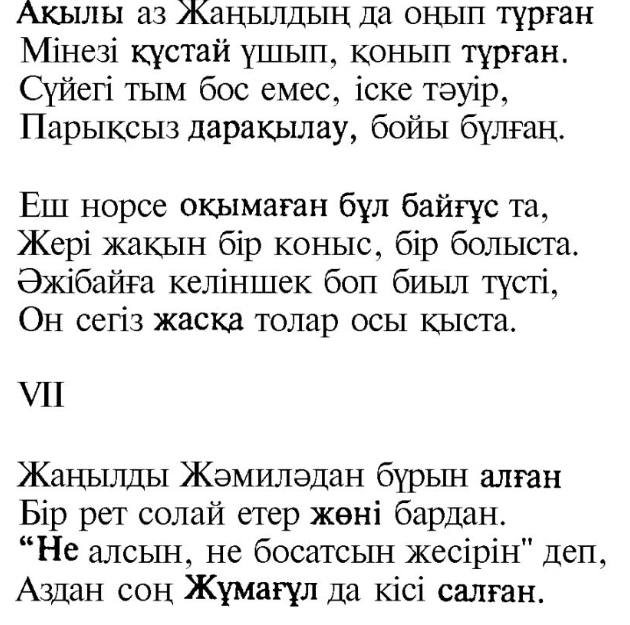 Ақылы аз Жаңылдың да оңып тұрған
Мінезі құстай ұшып, қонып тұрған.
Сүйегі тым бос емес, іске тәуір,
Парықсыз дарақылау, бойы бұлғаң.
Еш норсе оқымаған бұл байғұс та,
Жері жақын бір коныс, бір болыста.
Әжібайға келіншек боп биыл түсті,
Он сегіз жасқа толар осы қыста.
VII
Жаңылды Жәмиләдан бұрын алған
Бір рет солай етер жөні бардан.
“Не алсын, не босатсын жесірін" деп,
Аздан соң Жұмағұл да кісі салған.